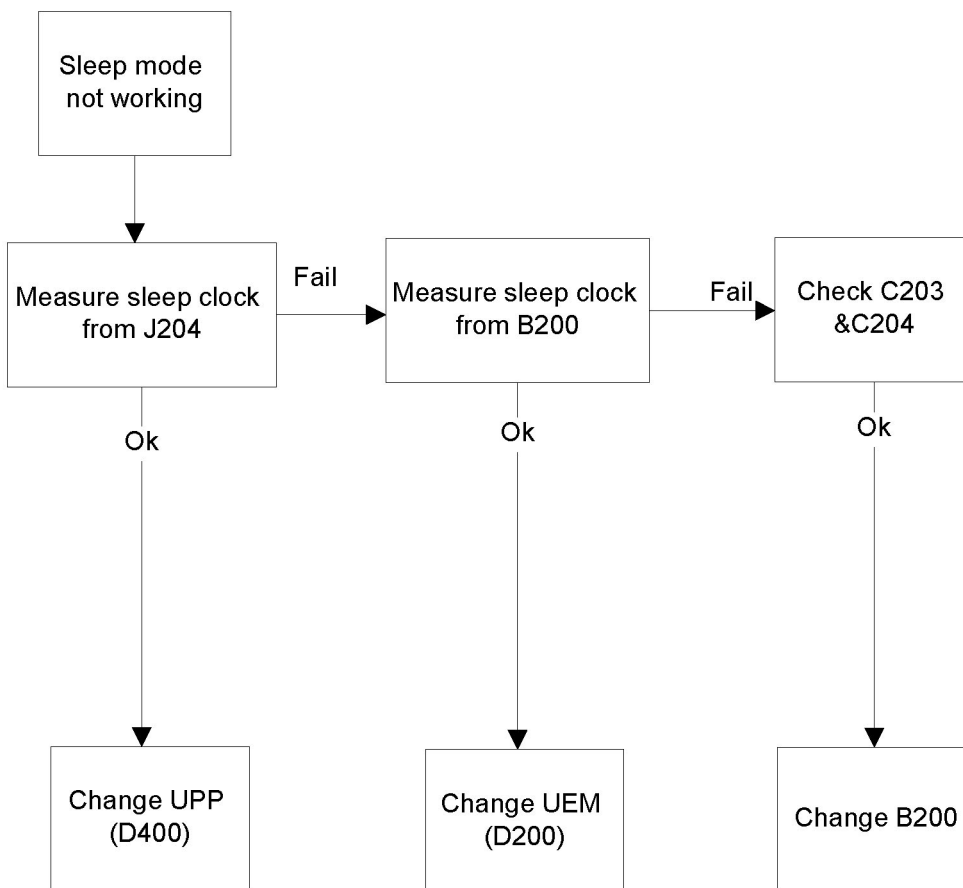 Sleep mode
not working
Measure sleep clock
from J204
Fail
Measure sleep clock
from B200
Fail
Check C203
&C204
Ok
Ok
Ok
Change UPP
(D400)
Change UEM
(D200)
Change B200